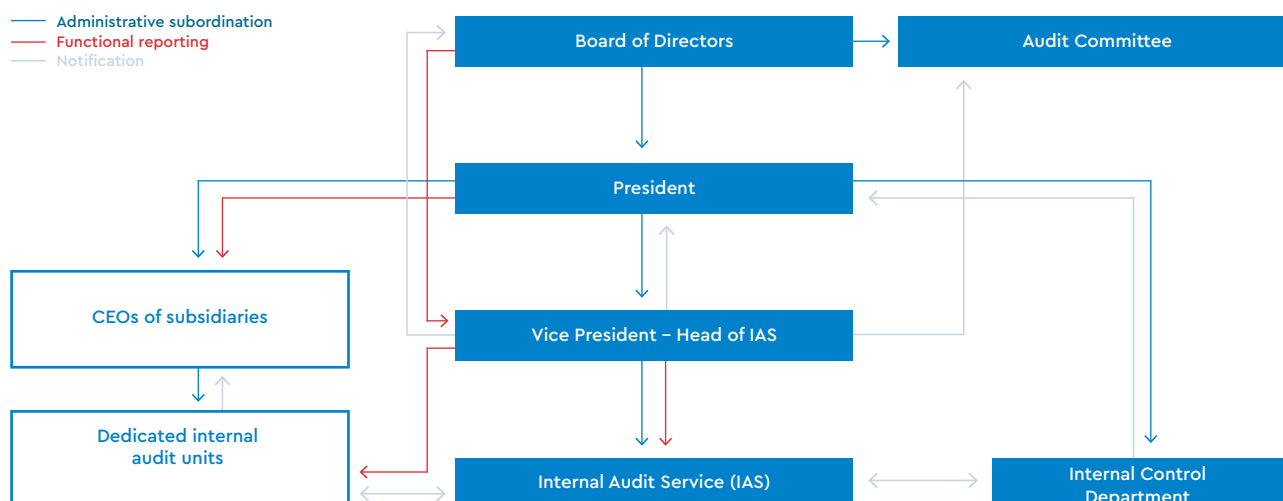 Administrative subordination
Functional reporting
Notification
Board of Directors
Audit Committee
President
CEOs of subsidiaries
Vice President – Head of IAS
Dedicated internal
audit units
Internal Audit Service (IAS)
Internal Control
Department